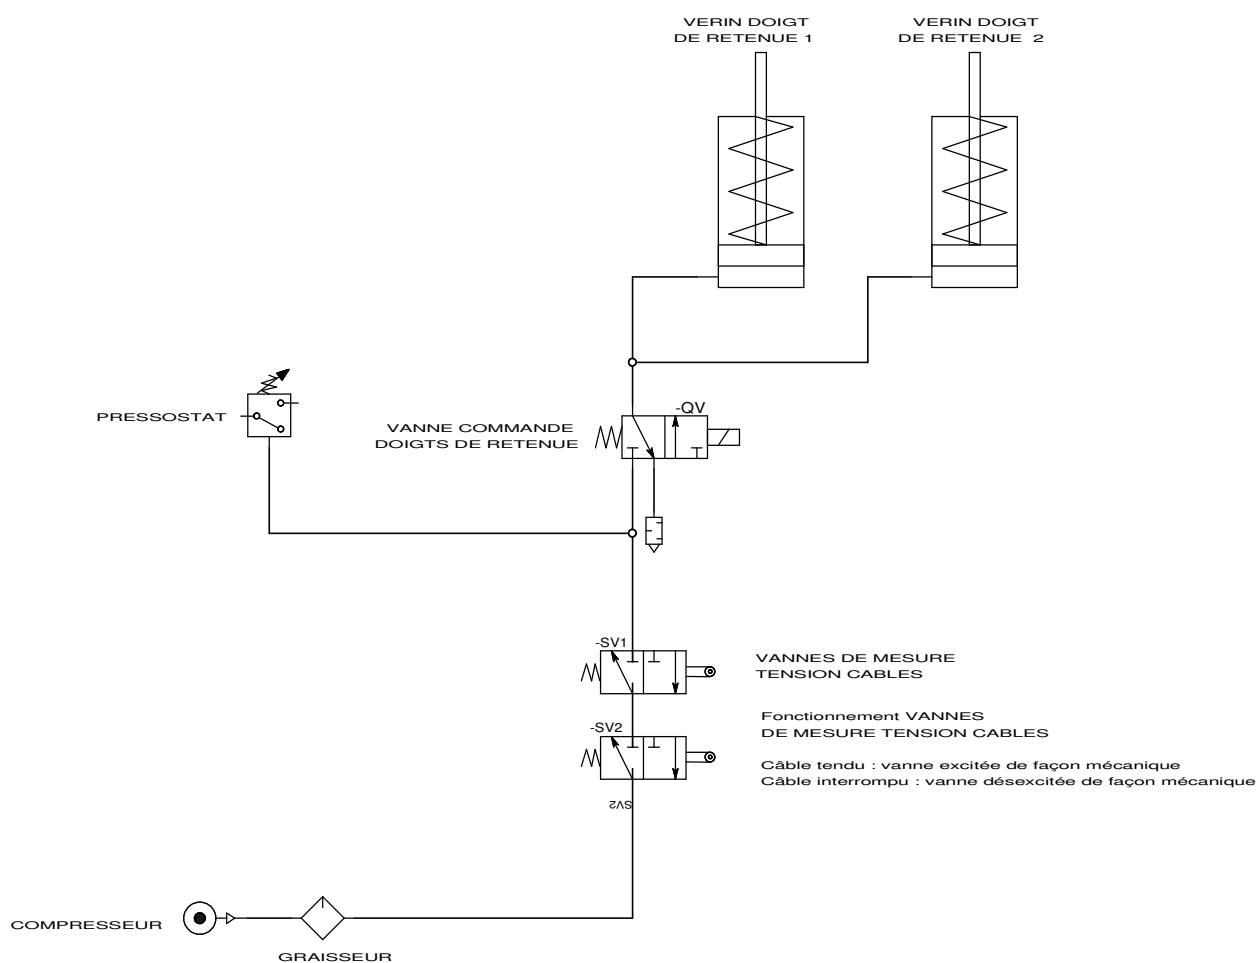 VERIN DOIGT
DE RETENUE 1
VERIN DOIGT
DE RETENUE 2
PRESSOSTAT
VANNE COMMANDE
DOIGTS DE RETENUE
-QV
-SV1
VANNES DE MESURE
TENSION CABLES
-SV2
Fonctionnement VANNES
DE MESURE TENSION CABLES
Câble tendu : vanne excitée de façon mécanique
Câble interrompu : vanne désexcitée de façon mécanique
SV2
COMPRESSEUR
GRAISSEUR